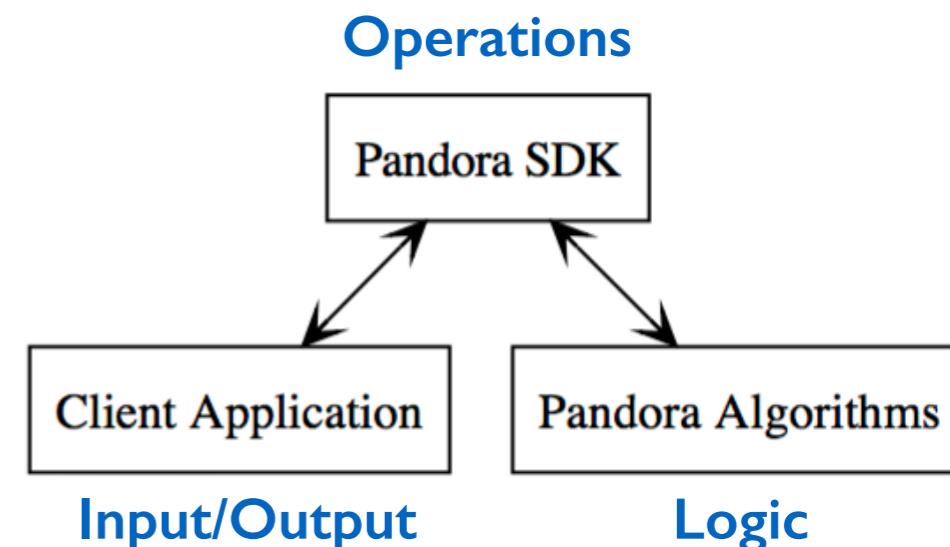 Operations
Pandora SDK
Client Application
Pandora Algorithms
Input/Output
Logic